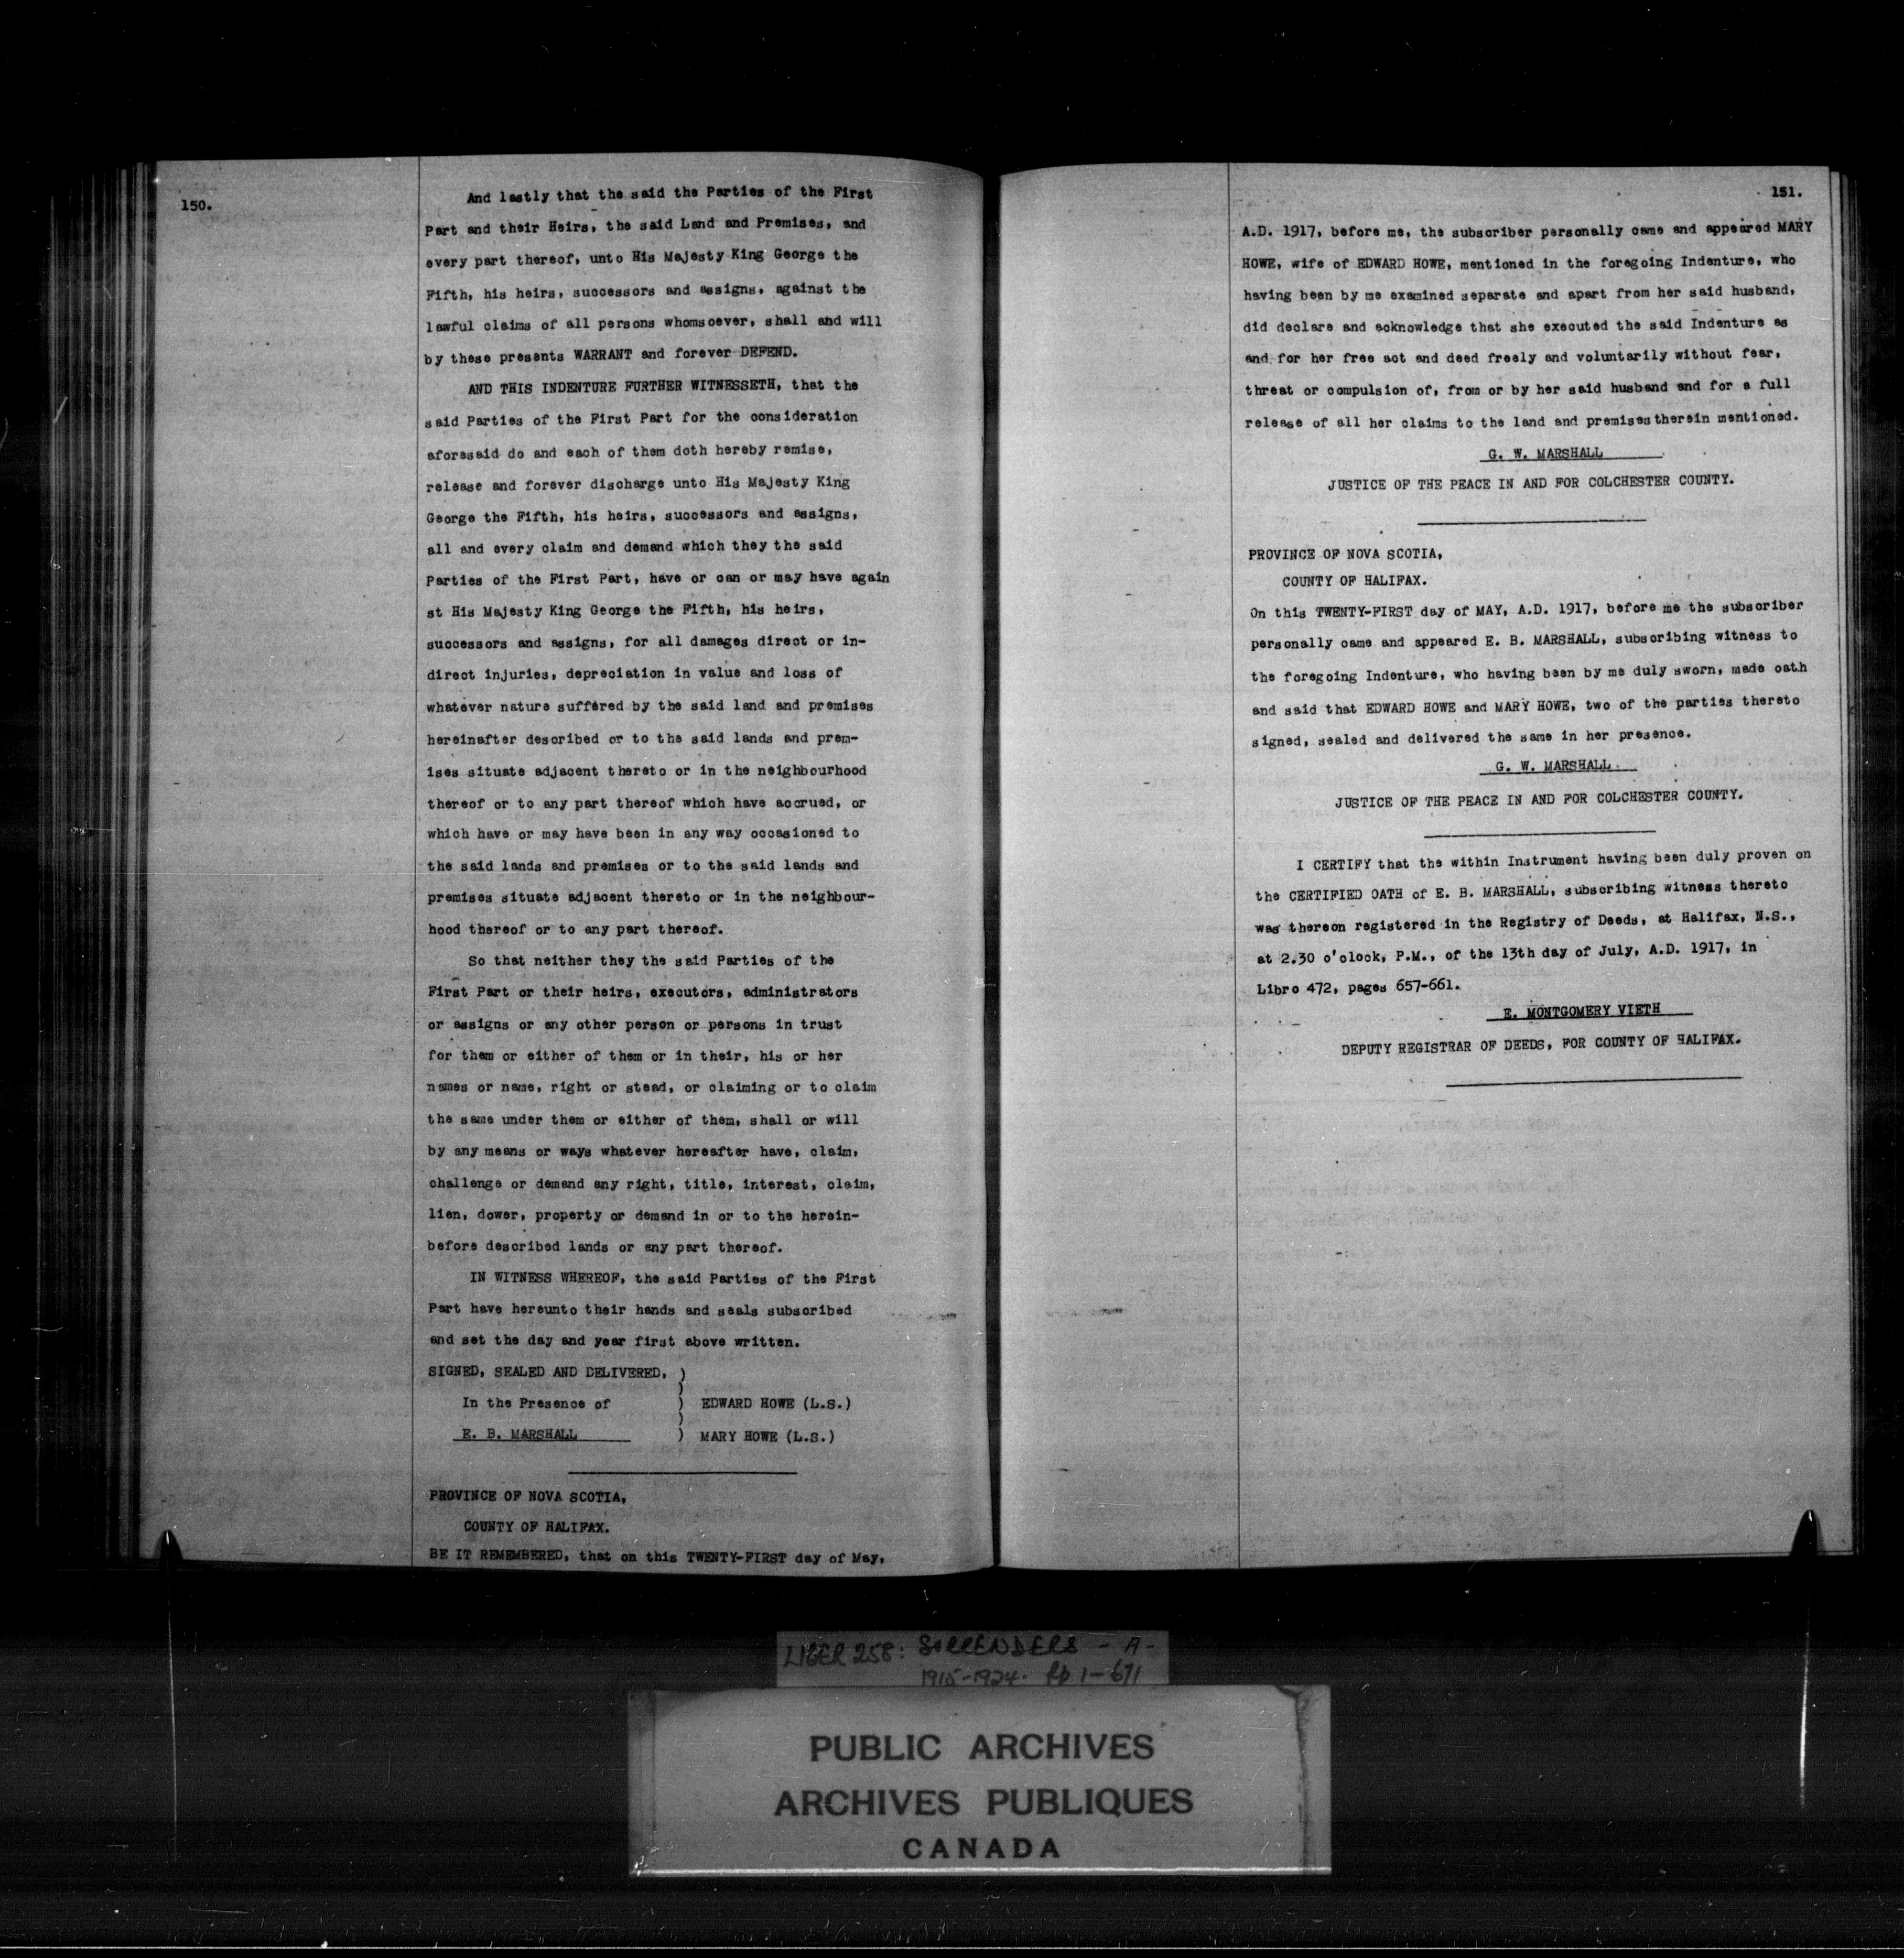 150.
And lastly that the said the Parties of the First
Part and their Heirs, the said Land and Premises, and
every part thereof, unto His Majesty King George the
Fifth, his heirs, successors and assigns, against the
lawful claims of all persons whomsoever, shall and will
by these presents WARRANT and forever DEFEND.
AND THIS INDENTURE FURTHER WITNESSETH, that the
said Parties of the First Part for the consideration
aforesaid do and each of them doth hereby remise,
release and forever discharge unto His Majesty King
George the Fifth, his heirs, successors and assigns,
all and every claim and demand which they the said
Parties of the First Part, have or can or may have again
st His Majesty King George the Fifth, his heirs,
successors and assigns, for all damages direct or in-
direct injuries, depreciation in value and loss of
whatever nature suffered by the said land and premises
hereinafter described or to the said lands and prem-
ises situate adjacent thereto or in the neighbourhood
thereof or to any part thereof which have accrued, or
which have or may have been in any way occasioned to
the said lands and premises or to the said lands and
premises situate adjacent thereto or in the neighbour-
hood thereof or to any part thereof.
So that neither they the said Parties of the
First Part or their heirs, executors, administrators
or assigns or any other person or persons in trust
for them or either of them or in their, his or her
names or name, right or stead, or claiming or to claim
the same under them or either of them, shall or will
by any means or ways whatever hereafter have, claim,
challenge or demand any right, title, interest, claim,
lien, dower, property or demand in or to the herein-
before described lands or any part thereof.
IN WITNESS WHEREOF, the said Parties of the First
Part have hereunto their hands and seals subscribed
and set the day and year first above written.
SIGNED, SEALED AND DELIVERED, )
)
In the Presence of ) EDWARD HOWE (L.S.)
)
E. B. MARSHALL ) MARY HOWE (L.S.)
PROVINCE OF NOVA SCOTIA,
COUNTY OF HALIFAX.
BE IT REMEMBERED, that on this TWENTY-FIRST day of May,
151.
A.D. 1917, before me, the subscriber personally came and appeared MARY
HOWE, wife of EDWARD HOWE, mentioned in the foregoing Indenture, who
having been by me examined separate and apart from her said husband,
did declare and acknowledge that she executed the said Indenture as
and for her free act and deed freely and voluntarily without fear,
threat or compulsion of, from or by her said husband and for a full
release of all her claims to the land and premises therein mentioned.
G. W. MARSHALL
JUSTICE OF THE PEACE IN AND FOR COLCHESTER COUNTY.
PROVINCE OF NOVA SCOTIA,
COUNTY OF HALIFAX.
On this TWENTY-FIRST day of MAY, A.D. 1917, before me the subscriber
personally came and appeared E. B. MARSHALL, subscribing witness to
the foregoing Indenture, who having been by me duly sworn, made oath
and said that EDWARD HOWE and MARY HOWE, two of the parties thereto
signed, sealed and delivered the same in her presence.
G. W. MARSHALL
JUSTICE OF THE PEACE IN AND FOR COLCHESTER COUNTY.
I CERTIFY that the within Instrument having been duly proven on
the CERTIFIED OATH of E. B. MARSHALL, subscribing witness thereto
was thereon registered in the Registry of Deeds, at Halifax, N.S.,
at 2.30 o'clock, P.M., of the 13th day of July, A.D. 1917, in
Libro 472, pages 657-661.
E. MONTGOMERY VIETH
DEPUTY REGISTRAR OF DEEDS, FOR COUNTY OF HALIFAX.
LIBER 258: SURRENDERS - A -
1915-1924. pp 1-671
PUBLIC ARCHIVES
ARCHIVES PUBLIQUES
CANADA